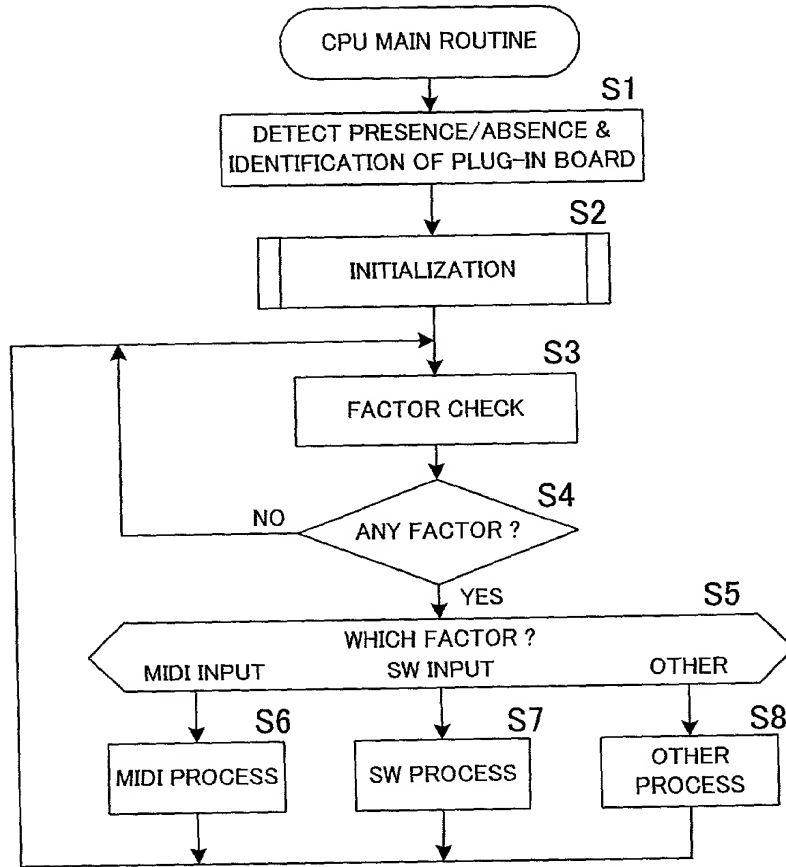 CPU MAIN ROUTINE
S1
DETECT PRESENCE/ABSENCE &
IDENTIFICATION OF PLUG-IN BOARD
S2
INITIALIZATION
S3
FACTOR CHECK
S4
NO
ANY FACTOR ?
YES
S5
WHICH FACTOR ?
MIDI INPUT
SW INPUT
OTHER
S6
S7
S8
MIDI PROCESS
SW PROCESS
OTHER
PROCESS